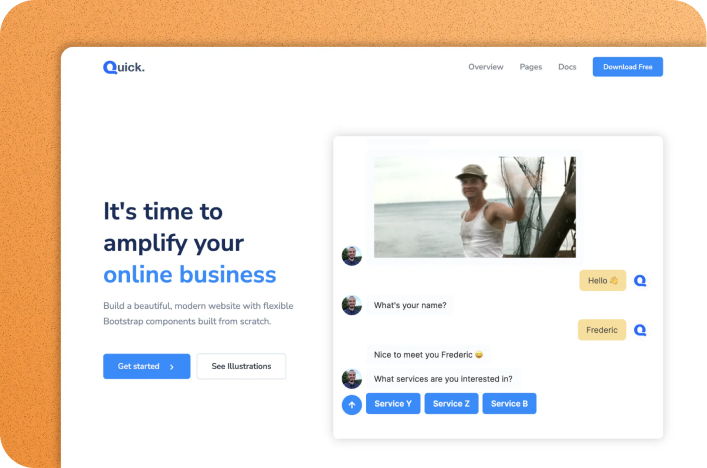 Quick.
Overview Pages Docs Download Free
It's time to
amplify your
online business
Build a beautiful, modern website with flexible
Bootstrap components built from scratch.
Get started
See Illustrations
Hello 👋
What's your name?
Frederic
Nice to meet you Frederic 😄
What services are you interested in?
Service Y Service Z Service B